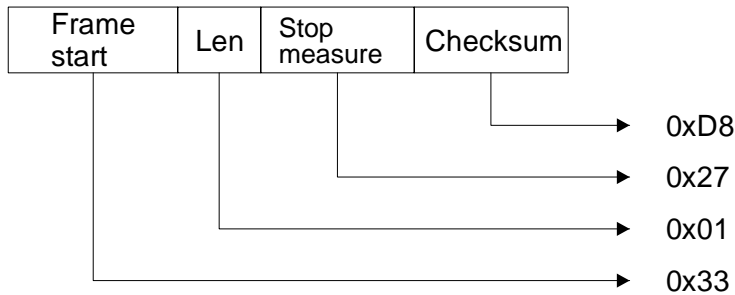 Frame
start
Len
Stop
measure
Checksum
0xD8
0x27
0x01
0x33